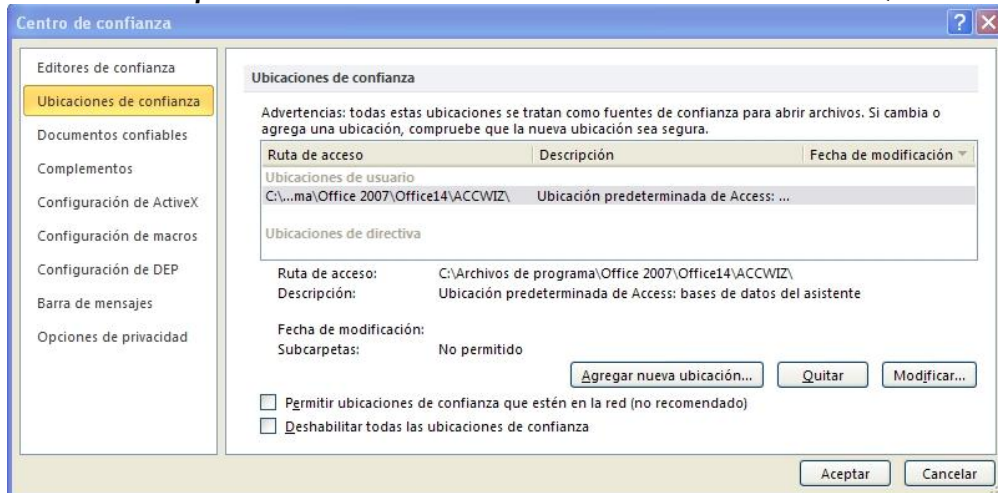 Centro de confianza
Editores de confianza
Ubicaciones de confianza
Documentos confiables
Complementos
Configuración de ActiveX
Configuración de macros
Configuración de DEP
Barra de mensajes
Opciones de privacidad
Ubicaciones de confianza
Advertencias: todas estas ubicaciones se tratan como fuentes de confianza para abrir archivos. Si cambia o
agrega una ubicación, compruebe que la nueva ubicación sea segura.
Ruta de acceso Descripción Fecha de modificación
Ubicaciones de usuario
C:\...ma\Office 2007\Office14\ACCWIZ\ Ubicación predeterminada de Access: ...
Ubicaciones de directiva
Ruta de acceso: C:\Archivos de programa\Office 2007\Office14\ACCWIZ\
Descripción: Ubicación predeterminada de Access: bases de datos del asistente
Fecha de modificación:
Subcarpetas: No permitido
Agregar nueva ubicación... Quitar Modificar...
Permitir ubicaciones de confianza que estén en la red (no recomendado)
Deshabilitar todas las ubicaciones de confianza
Aceptar Cancelar